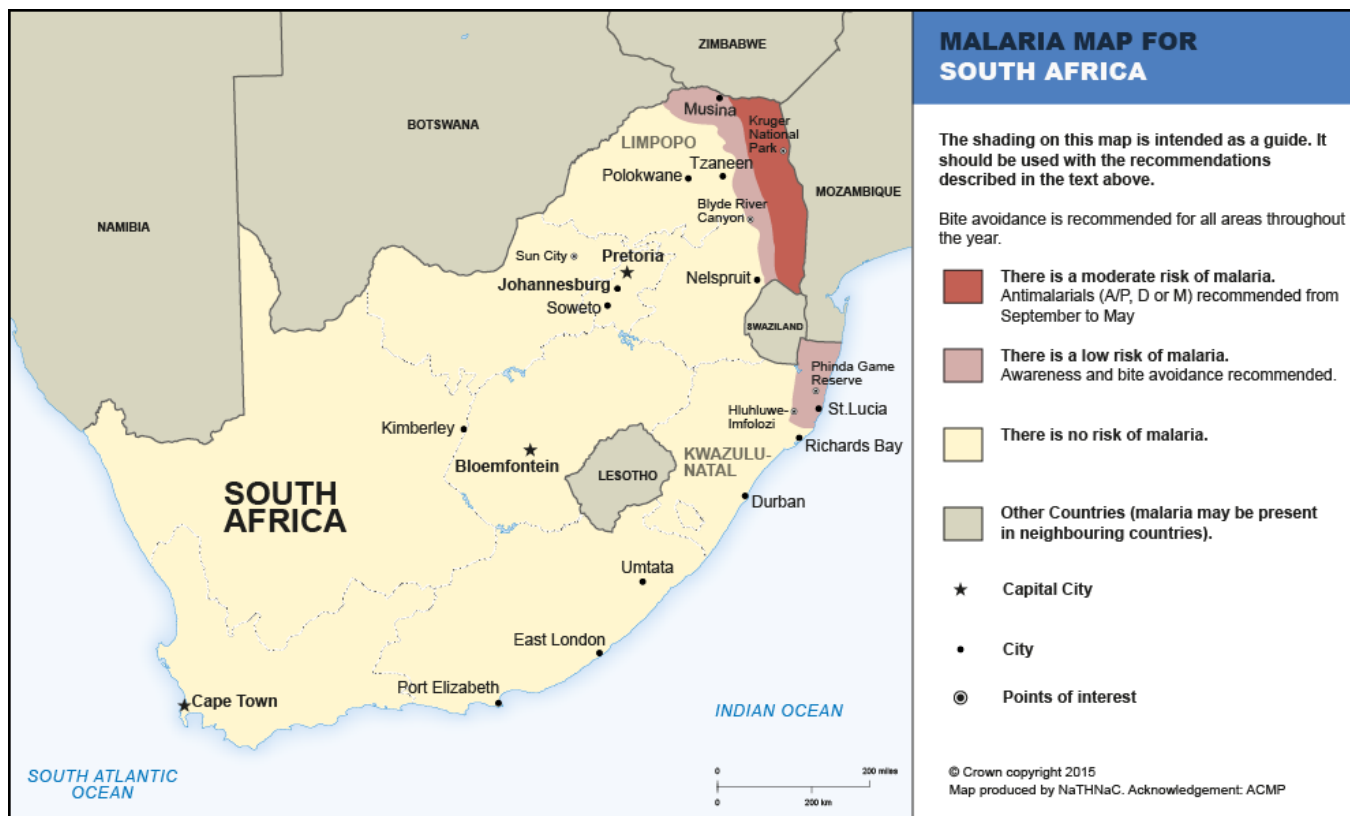 MALARIA MAP FOR
SOUTH AFRICA
The shading on this map is intended as a guide. It
should be used with the recommendations
described in the text above.
Bite avoidance is recommended for all areas throughout
the year.
There is a moderate risk of malaria.
Antimalarials (A/P, D or M) recommended from
September to May
There is a low risk of malaria.
Awareness and bite avoidance recommended.
There is no risk of malaria.
Other Countries (malaria may be present
in neighbouring countries).
Capital City
City
Points of interest
© Crown copyright 2015
Map produced by NaTHNaC. Acknowledgement: ACMP
ZIMBABWE
BOTSWANA
NAMIBIA
MOZAMBIQUE
Musina
Kruger
National
Park
LIMPOPO
Tzaneen
Polokwane
Blyde River
Canyon
Sun City
Pretoria
Johannesburg
Soweto
Nelspruit
SWAZILAND
Phinda Game
Reserve
Hluhluwe-
Imfolozi
St.Lucia
Richards Bay
KWAZULU-
NATAL
Kimberley
Bloemfontein
LESOTHO
Durban
SOUTH
AFRICA
Umtata
East London
Port Elizabeth
Cape Town
INDIAN OCEAN
SOUTH ATLANTIC
OCEAN
0
200 miles
0
200 km